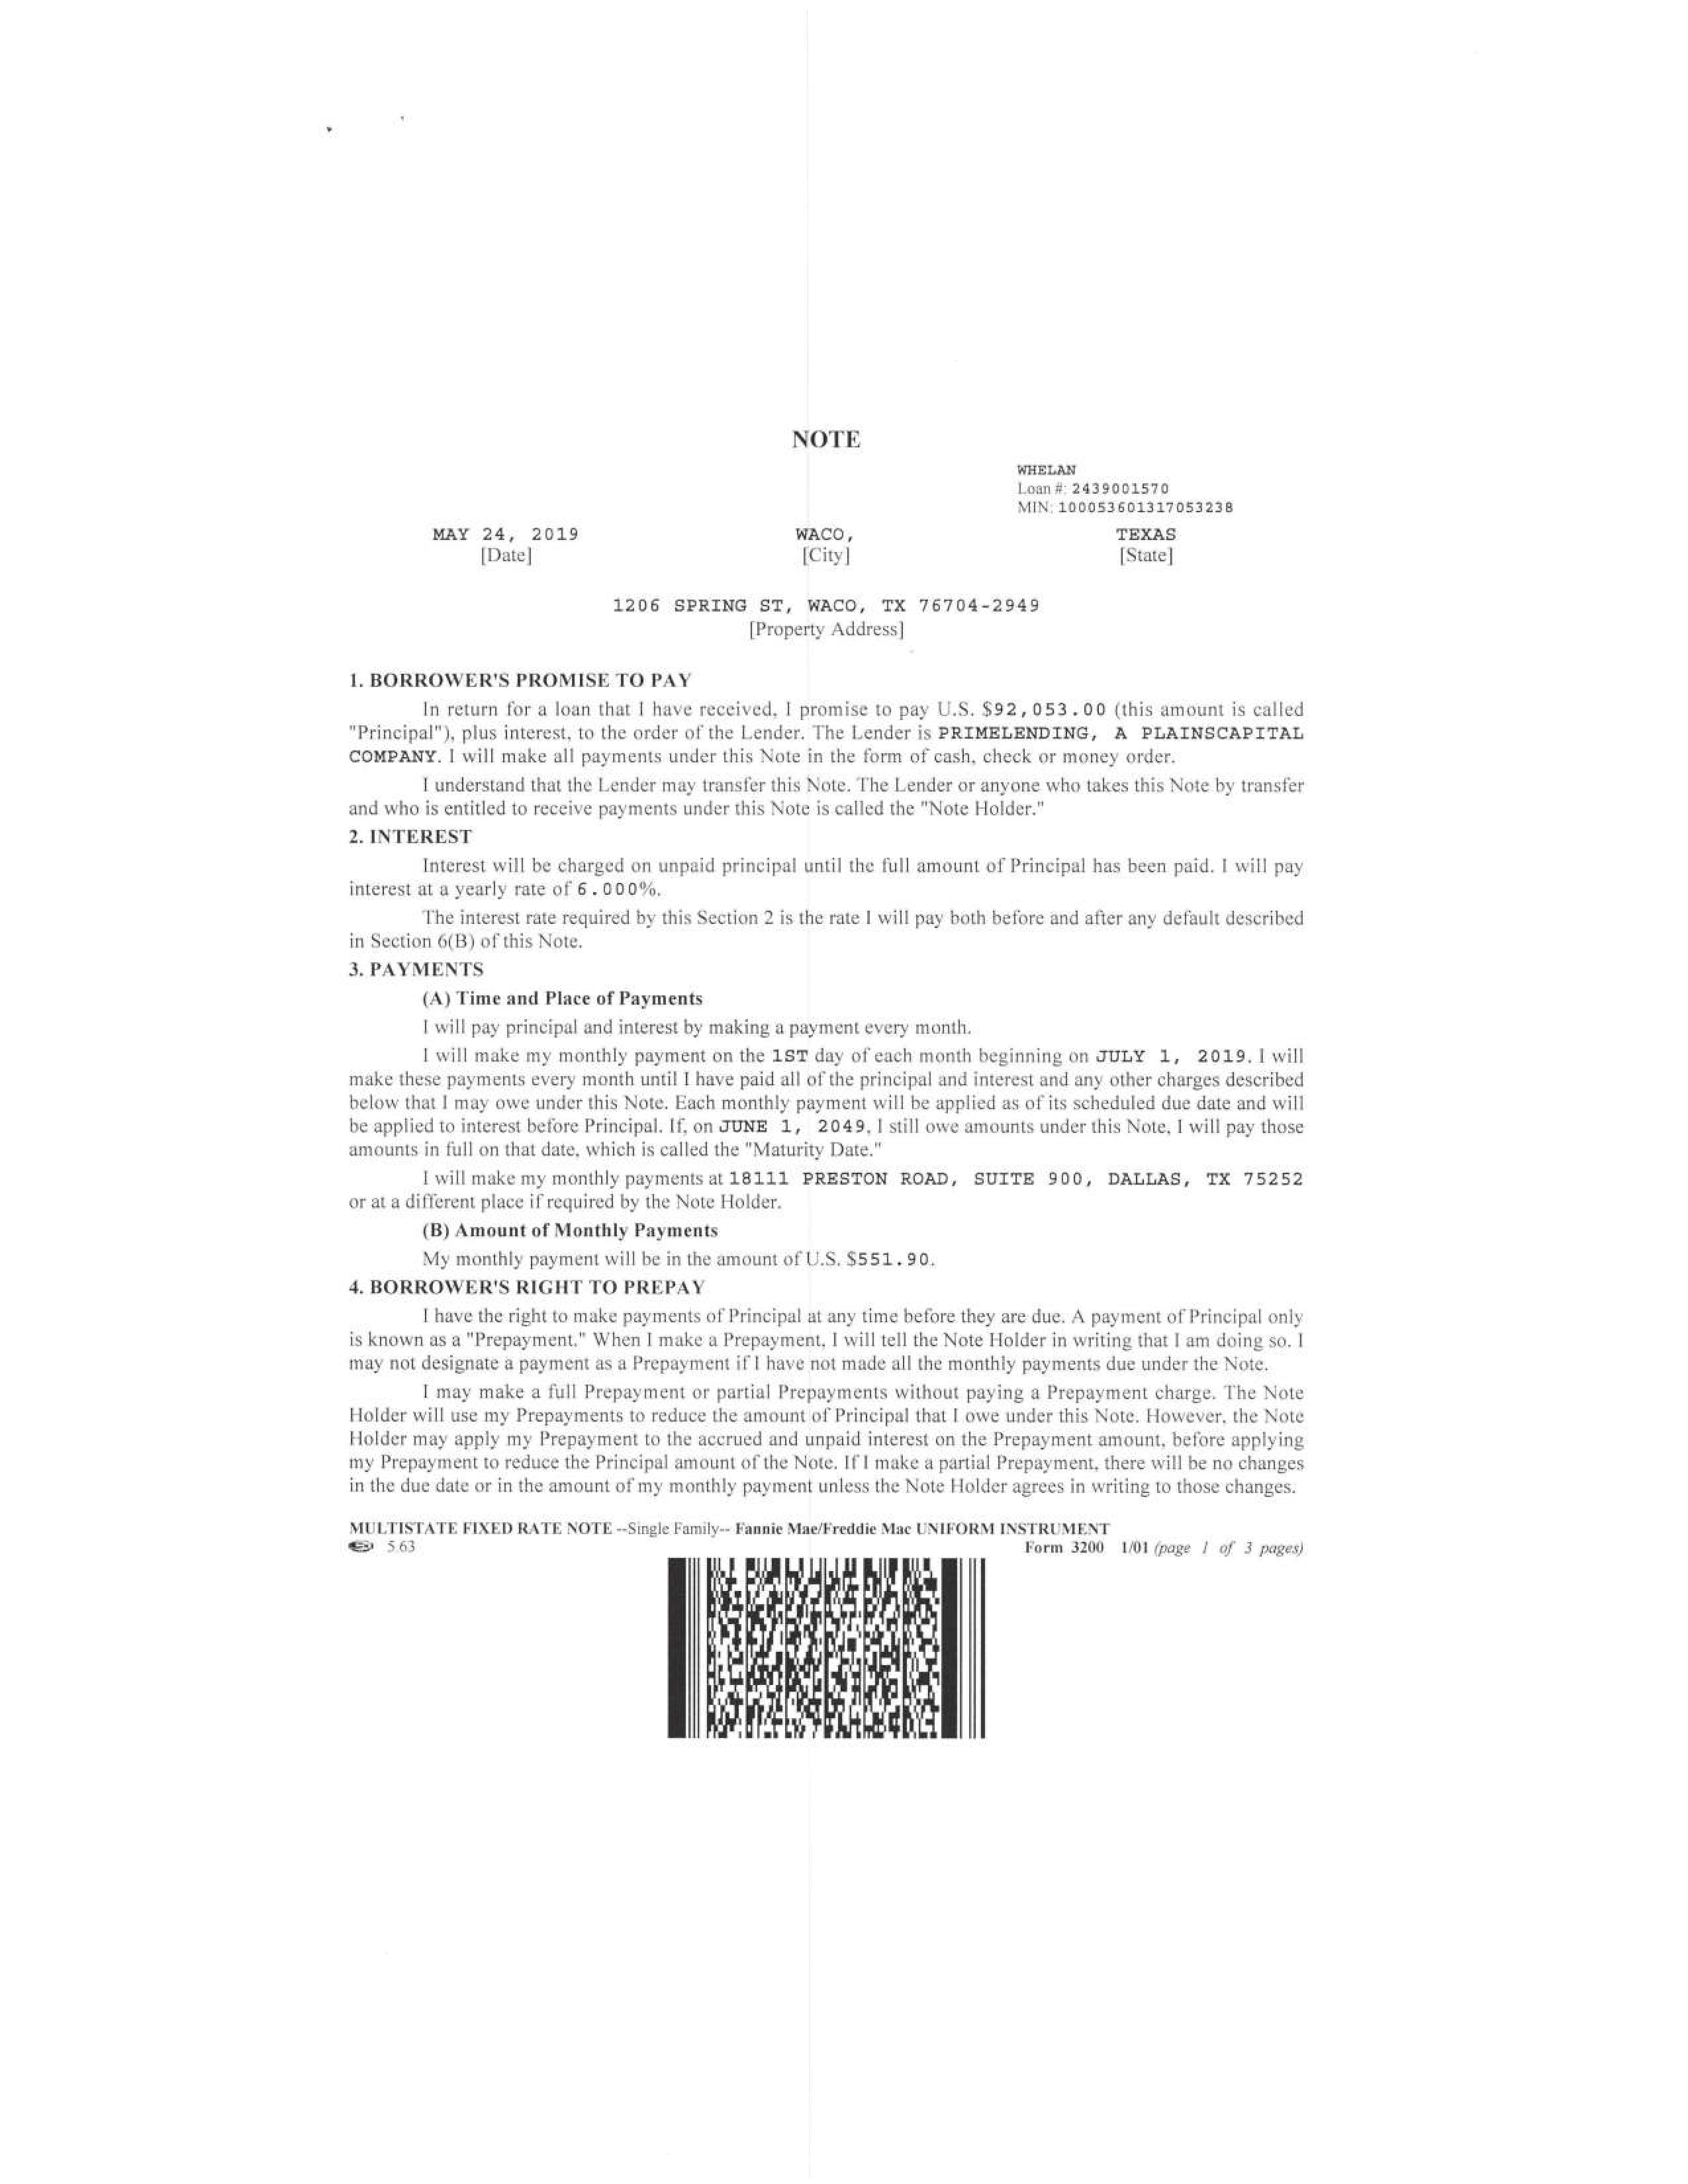 NOTE
WHELAN
Loan #: 2439001570
MIN: 100053601317053238
MAY 24, 2019 WACO, TEXAS
[Date] [City] [State]
1206 SPRING ST, WACO, TX 76704-2949
[Property Address]
1. BORROWER'S PROMISE TO PAY
In return for a loan that I have received, I promise to pay U.S. $92,053.00 (this amount is called
"Principal"), plus interest, to the order of the Lender. The Lender is PRIMELENDING, A PLAINSCAPITAL
COMPANY. I will make all payments under this Note in the form of cash, check or money order.
I understand that the Lender may transfer this Note. The Lender or anyone who takes this Note by transfer
and who is entitled to receive payments under this Note is called the "Note Holder."
2. INTEREST
Interest will be charged on unpaid principal until the full amount of Principal has been paid. I will pay
interest at a yearly rate of 6.000%.
The interest rate required by this Section 2 is the rate I will pay both before and after any default described
in Section 6(B) of this Note.
3. PAYMENTS
(A) Time and Place of Payments
I will pay principal and interest by making a payment every month.
I will make my monthly payment on the 1ST day of each month beginning on JULY 1, 2019. I will
make these payments every month until I have paid all of the principal and interest and any other charges described
below that I may owe under this Note. Each monthly payment will be applied as of its scheduled due date and will
be applied to interest before Principal. If, on JUNE 1, 2049, I still owe amounts under this Note, I will pay those
amounts in full on that date, which is called the "Maturity Date."
I will make my monthly payments at 18111 PRESTON ROAD, SUITE 900, DALLAS, TX 75252
or at a different place if required by the Note Holder.
(B) Amount of Monthly Payments
My monthly payment will be in the amount of U.S. $551.90.
4. BORROWER'S RIGHT TO PREPAY
I have the right to make payments of Principal at any time before they are due. A payment of Principal only
is known as a "Prepayment." When I make a Prepayment, I will tell the Note Holder in writing that I am doing so. I
may not designate a payment as a Prepayment if I have not made all the monthly payments due under the Note.
I may make a full Prepayment or partial Prepayments without paying a Prepayment charge. The Note
Holder will use my Prepayments to reduce the amount of Principal that I owe under this Note. However, the Note
Holder may apply my Prepayment to the accrued and unpaid interest on the Prepayment amount, before applying
my Prepayment to reduce the Principal amount of the Note. If I make a partial Prepayment, there will be no changes
in the due date or in the amount of my monthly payment unless the Note Holder agrees in writing to those changes.
MULTISTATE FIXED RATE NOTE --Single Family-- Fannie Mae/Freddie Mac UNIFORM INSTRUMENT
5.63 Form 3200 1/01 (page 1 of 3 pages)